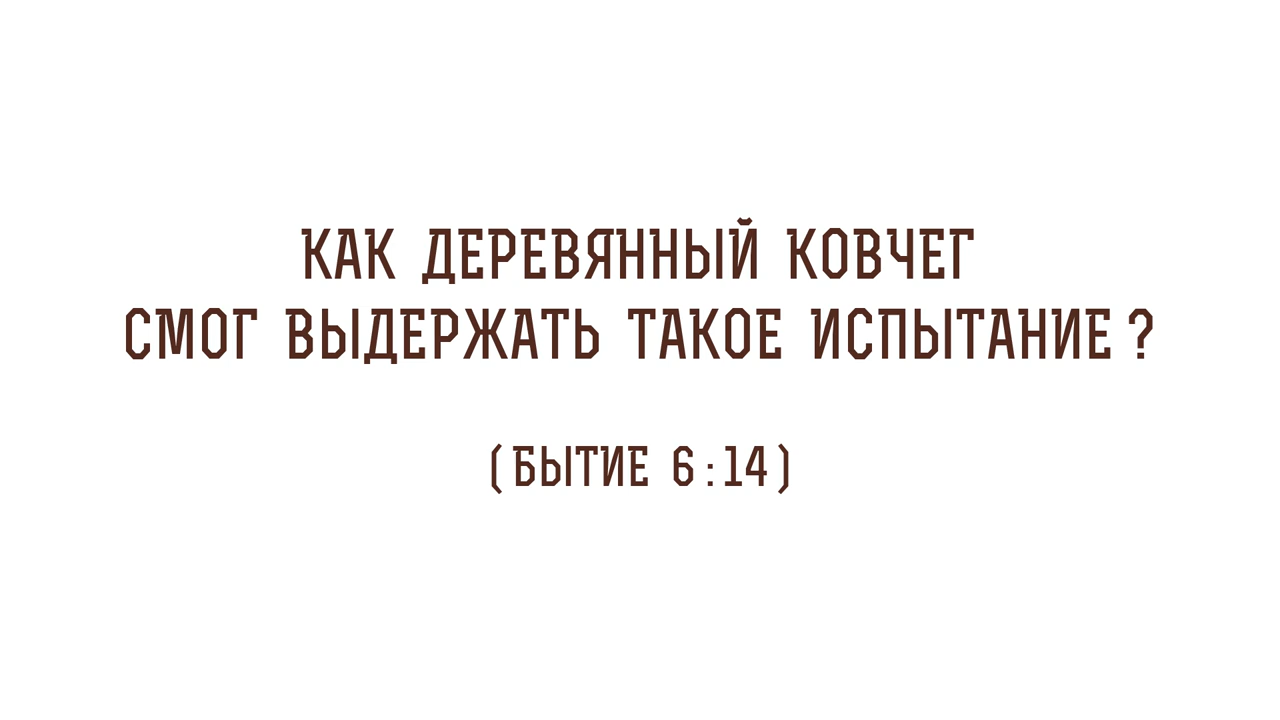 КАК ДЕРЕВЯННЫЙ КОВЧЕГ
СМОГ ВЫДЕРЖАТЬ ТАКОЕ ИСПЫТАНИЕ?
(БЫТИЕ 6:14)